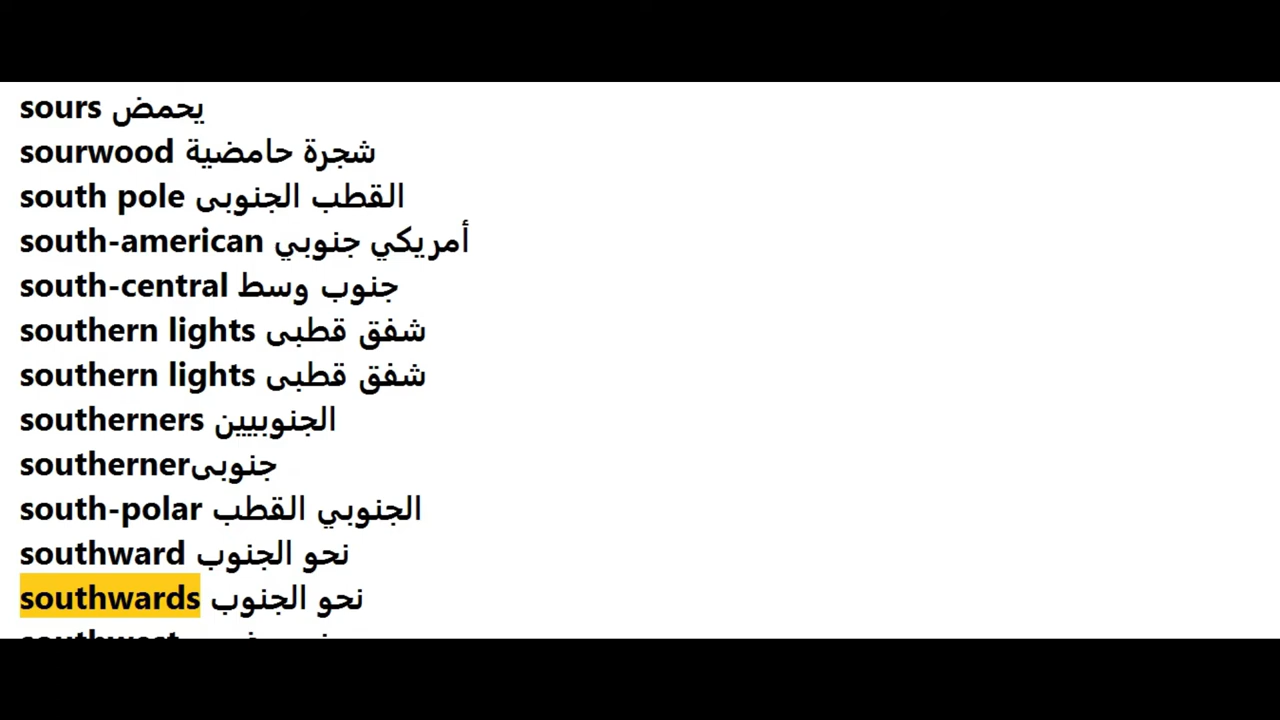 sours يحمض
sourwood شجرة حامضية
south pole القطب الجنوبى
south-american أمريكي جنوبي
south-central جنوب وسط
southern lights شفق قطبى
southern lights شفق قطبى
southerners الجنوبيين
southernerجنوبى
south-polar الجنوبي القطب
southward نحو الجنوب
southwards نحو الجنوب